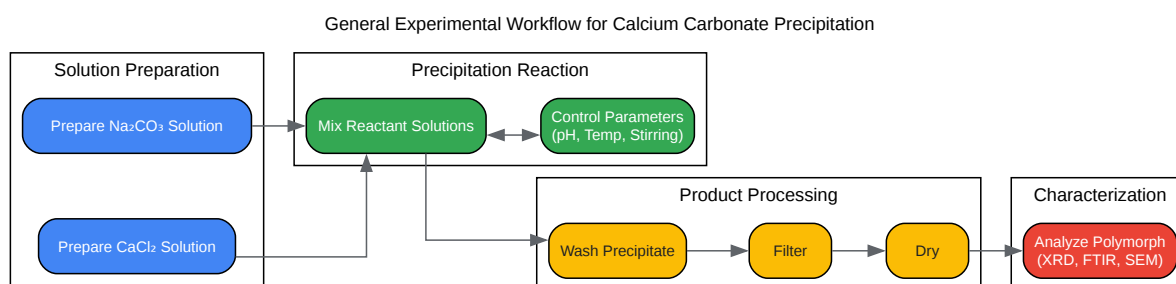 General Experimental Workflow for Calcium Carbonate Precipitation
Solution Preparation
Prepare Na₂CO₃ Solution
Prepare CaCl₂ Solution
Precipitation Reaction
Mix Reactant Solutions
Control Parameters
(pH, Temp, Stirring)
Product Processing
Wash Precipitate
Filter
Dry
Characterization
Analyze Polymorph
(XRD, FTIR, SEM)